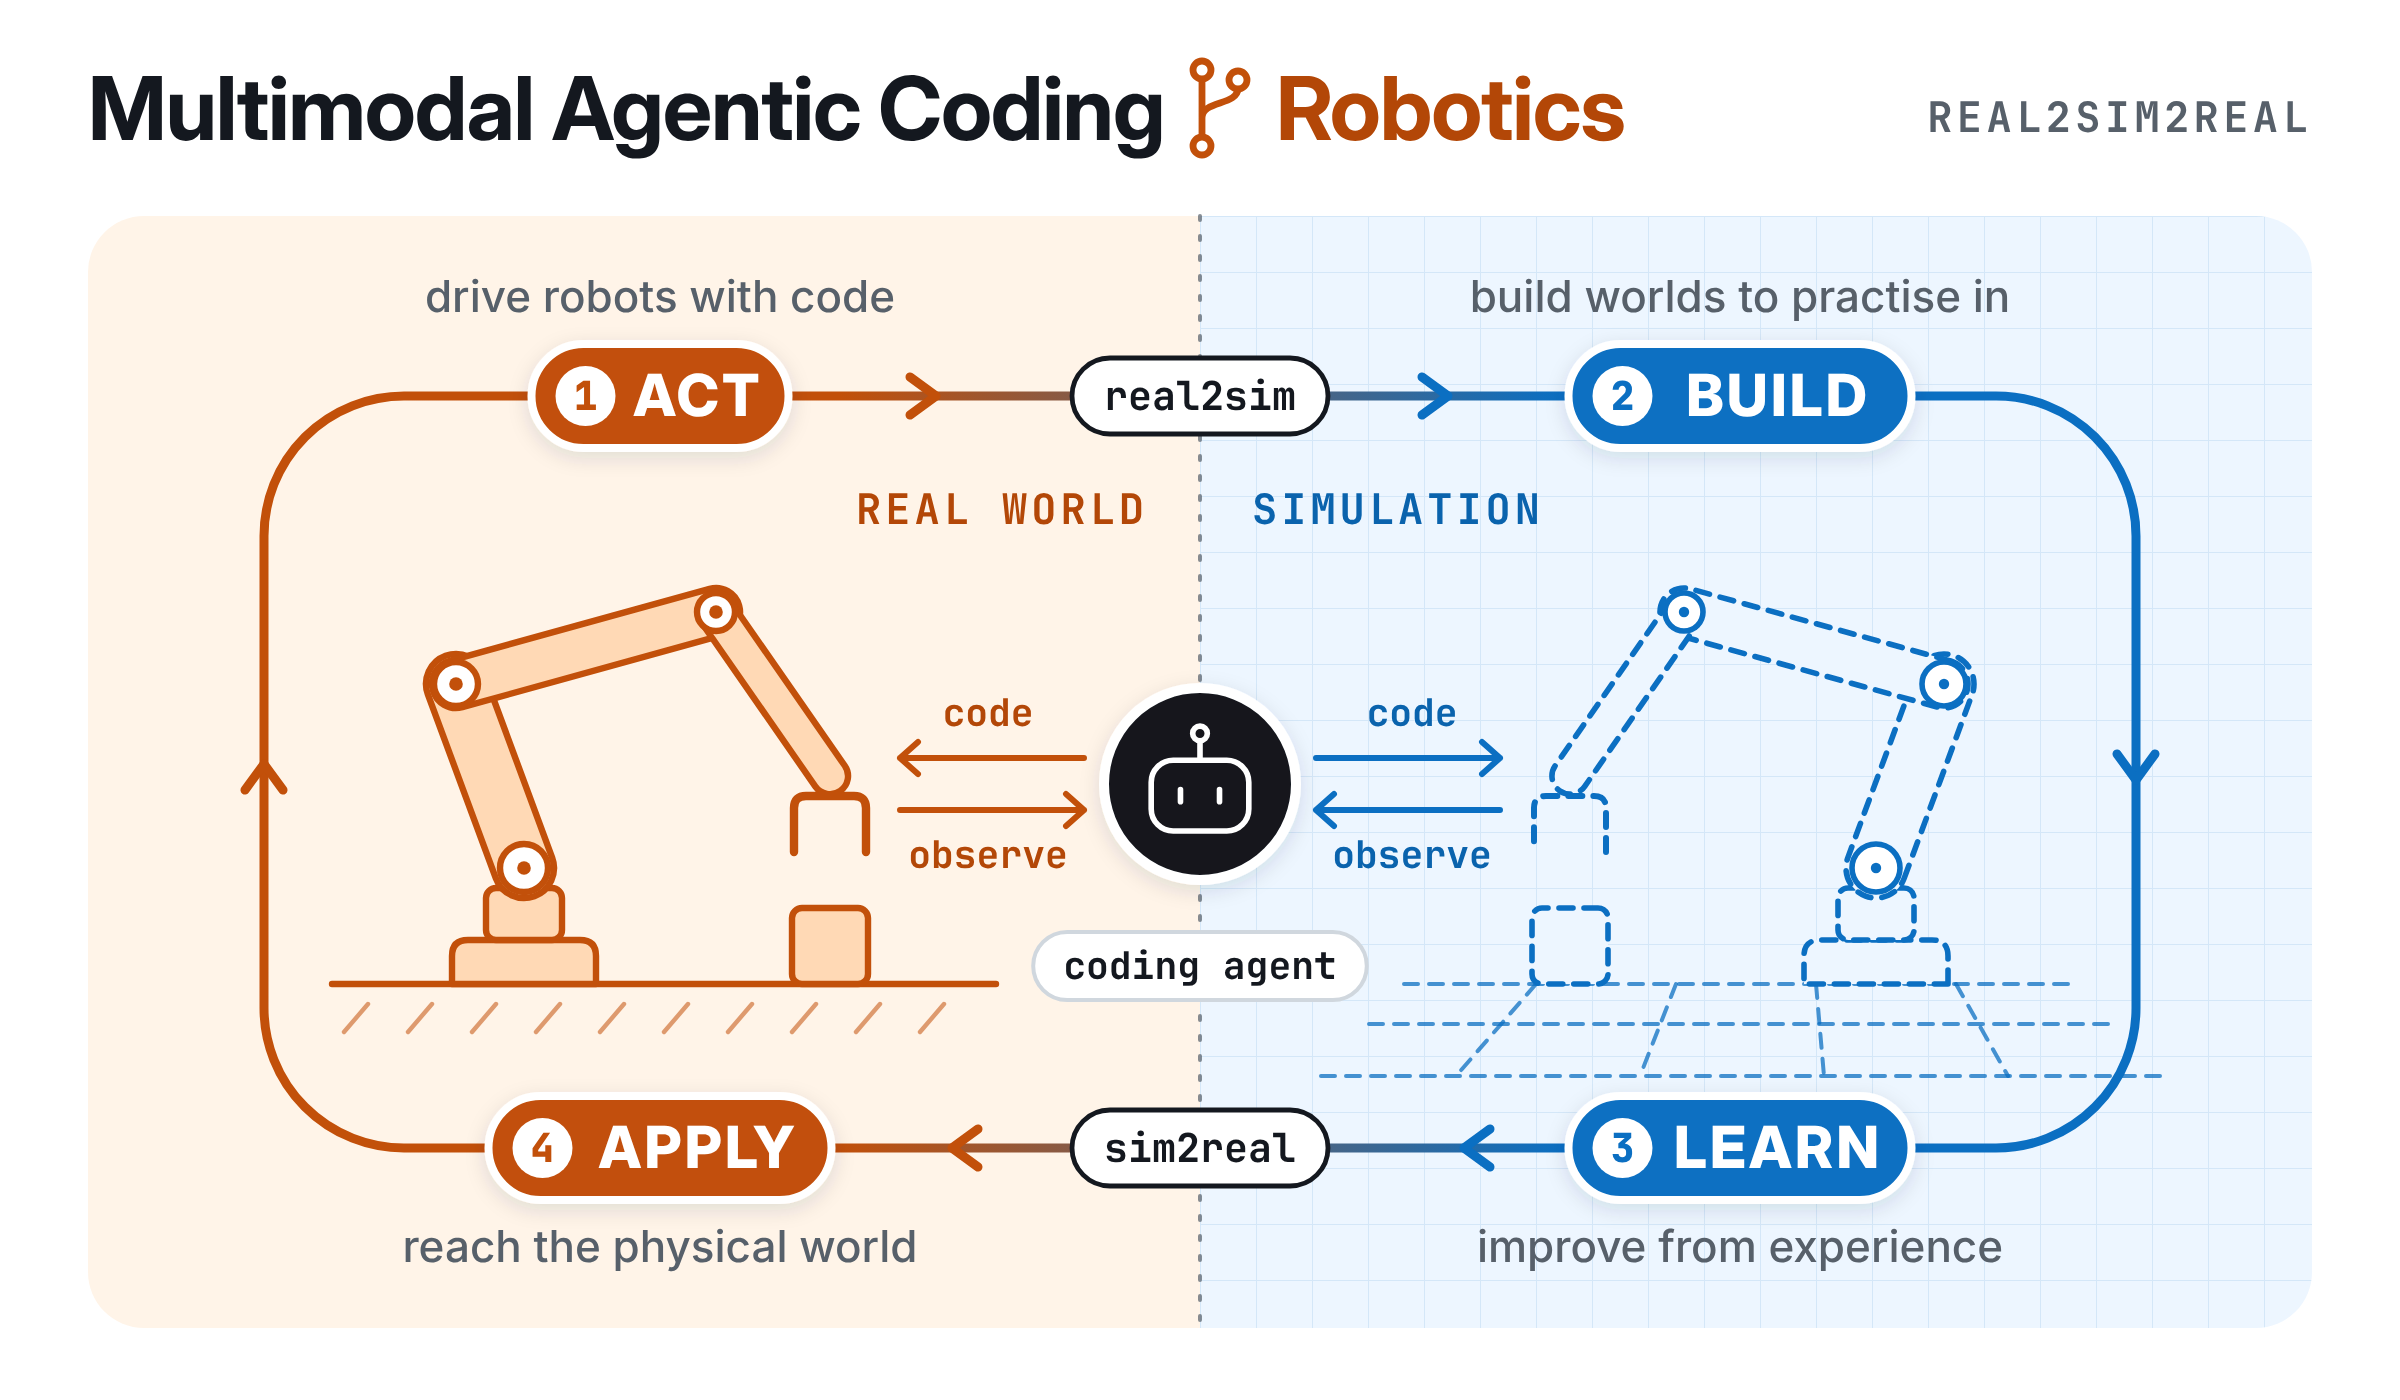 Multimodal Agentic Coding Robotics
REAL2SIM2REAL
drive robots with code
build worlds to practise in
1 ACT
real2sim
2 BUILD
REAL WORLD
SIMULATION
code
code
observe
observe
coding agent
4 APPLY
sim2real
3 LEARN
reach the physical world
improve from experience